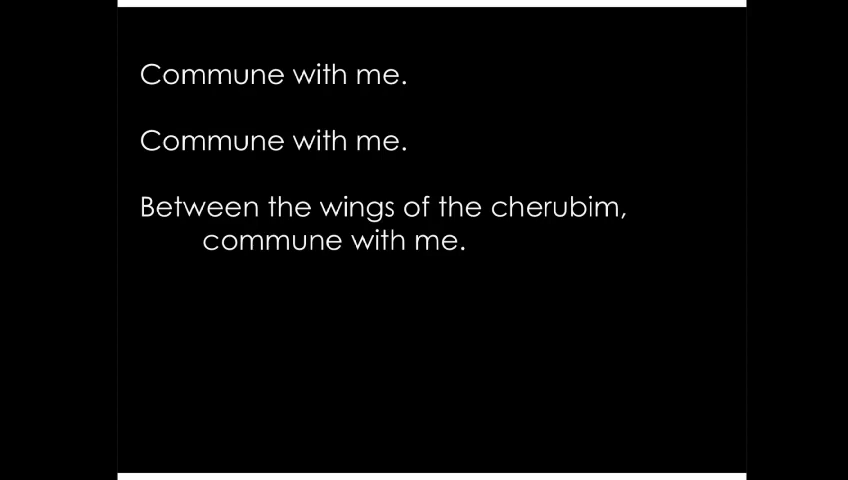 Commune with me.
Commune with me.
Between the wings of the cherubim,
commune with me.